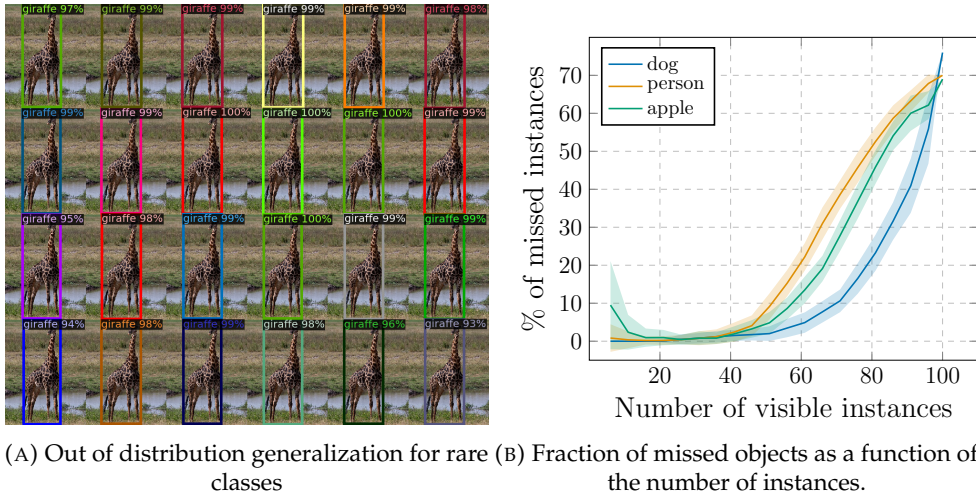 giraffe 97% giraffe 99% giraffe 99% giraffe 99% giraffe 99% giraffe 98%
giraffe 99% giraffe 99% giraffe 100% giraffe 100% giraffe 100% giraffe 99%
giraffe 95% giraffe 98% giraffe 99% giraffe 100% giraffe 99% giraffe 99%
giraffe 94% giraffe 98% giraffe 99% giraffe 98% giraffe 96% giraffe 93%
% of missed instances
70
60
50
40
30
20
10
0
dog
person
apple
20 40 60 80 100
Number of visible instances
(A) Out of distribution generalization for rare
classes
(B) Fraction of missed objects as a function of
the number of instances.